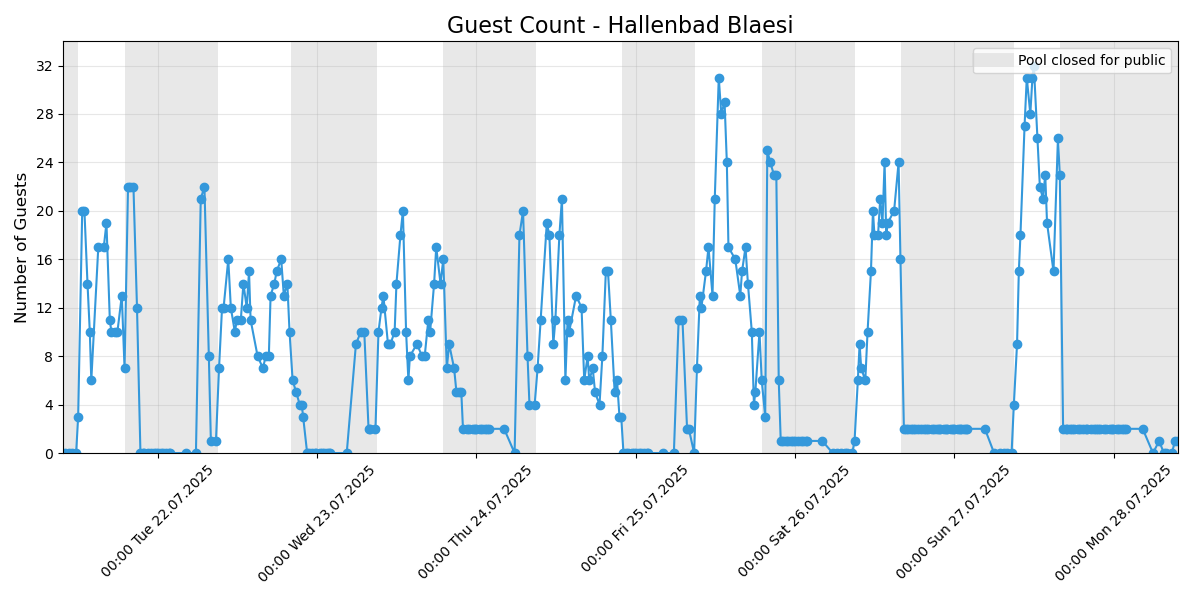 Guest Count - Hallenbad Blaesi
Pool closed for public
Number of Guests
32
28
24
20
16
12
8
4
0
00:00 Tue 22.07.2025
00:00 Wed 23.07.2025
00:00 Thu 24.07.2025
00:00 Fri 25.07.2025
00:00 Sat 26.07.2025
00:00 Sun 27.07.2025
00:00 Mon 28.07.2025